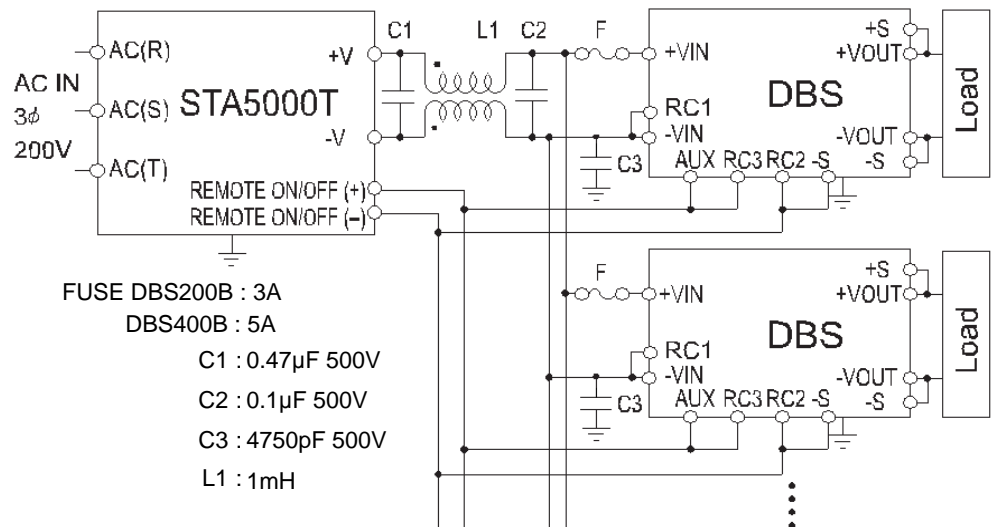 C1 L1 C2 F
AC(R)
+V
+VIN
+S
+VOUT
AC IN
3φ
200V
AC(S)
STA5000T
DBS
Load
RC1
-V
-VIN
-VOUT
-S
AC(T)
C3
AUX RC3 RC2 -S
REMOTE ON/OFF (+)
REMOTE ON/OFF (−)
F
+S
+VIN
+VOUT
FUSE DBS200B : 3A
DBS400B : 5A
DBS
Load
C1 : 0.47µF 500V
RC1
-VIN
-VOUT
-S
C2 : 0.1µF 500V
C3
AUX RC3 RC2 -S
C3 : 4750pF 500V
L1 : 1mH